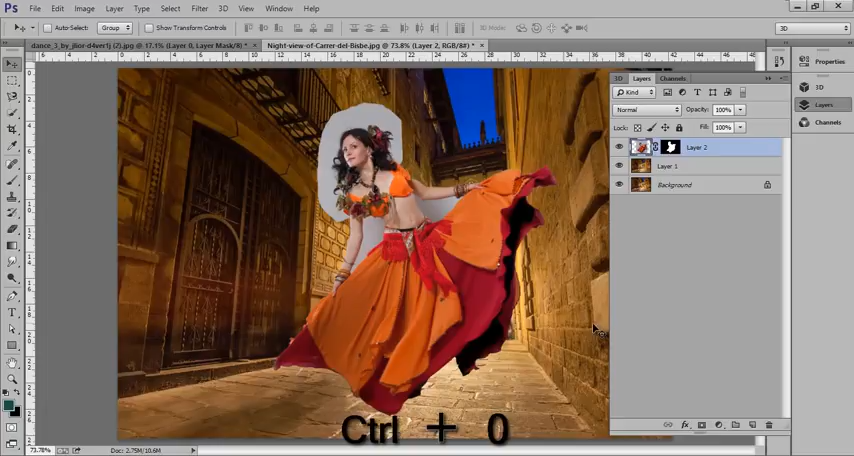 Ps File Edit Image Layer Type Select Filter 3D View Window Help
Auto-Select: Group Show Transform Controls 3D Mode: 3D
dance_3_by_jlior-d4verrj (2).jpg @ 17.1% (Layer 0, Layer Mask/8) * × Night-view-of-Carrer-del-Bisbe.jpg @ 73.8% (Layer 2, RGB/8#) * ×
3D Layers Channels
Kind
Normal Opacity: 100%
Lock: Fill: 100%
Layer 2
Layer 1
Background
Properties
3D
Layers
Channels
Ctrl + 0
73.78% Doc: 2.75M/10.6M